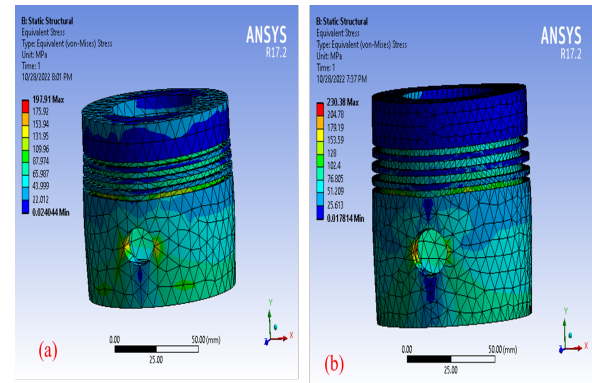 B: Static Structural
Equivalent Stress
Type: Equivalent (von-Mises) Stress
Unit: MPa
Time: 1
10/28/2022 8:01 PM
ANSYS
R17.2
197.91 Max
175.92
153.94
131.95
109.96
87.974
65.987
43.999
22.012
0.024044 Min
Y
X
0.00
50.00 (mm)
25.00
(a)
B: Static Structural
Equivalent Stress
Type: Equivalent (von-Mises) Stress
Unit: MPa
Time: 1
10/28/2022 7:37 PM
ANSYS
R17.2
230.38 Max
204.78
179.19
153.59
128
102.4
76.805
51.209
25.613
0.017814 Min
Y
X
0.00
50.00 (mm)
25.00
(b)